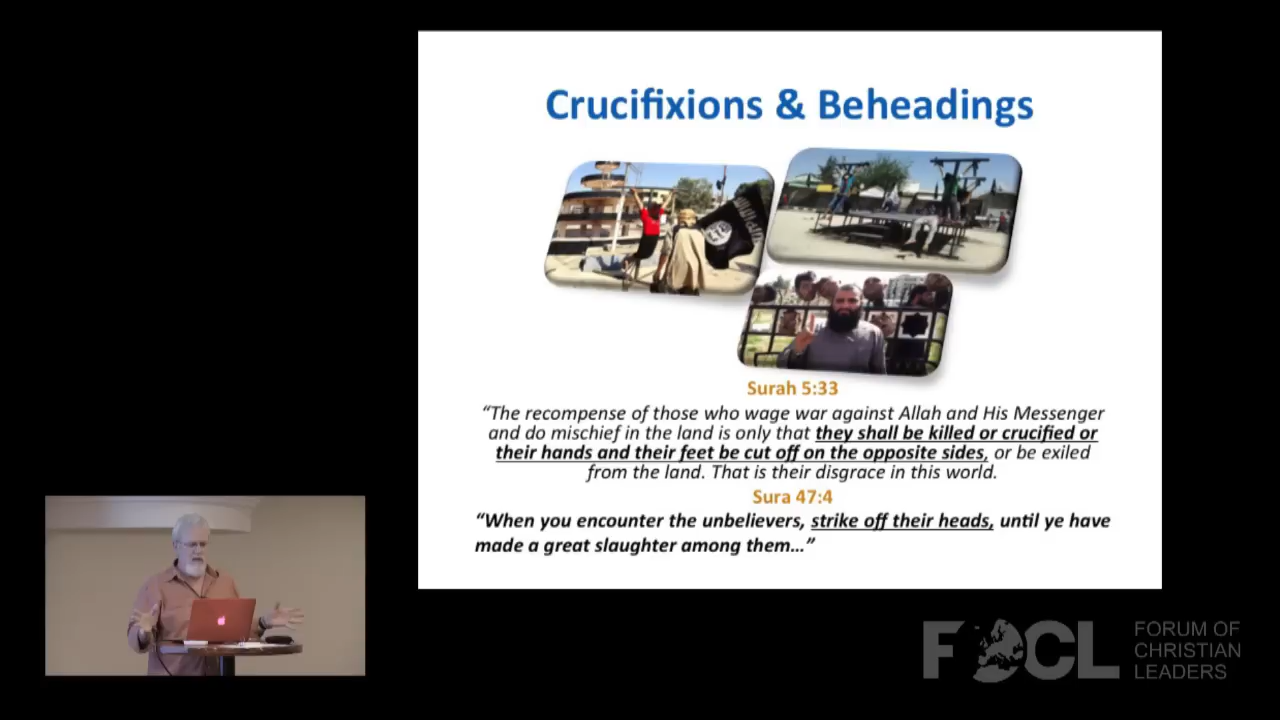 Crucifixions & Beheadings
Surah 5:33
“The recompense of those who wage war against Allah and His Messenger
and do mischief in the land is only that they shall be killed or crucified or
their hands and their feet be cut off on the opposite sides, or be exiled
from the land. That is their disgrace in this world.
Sura 47:4
“When you encounter the unbelievers, strike off their heads, until ye have
made a great slaughter among them…”
FOCL
FORUM OF
CHRISTIAN
LEADERS